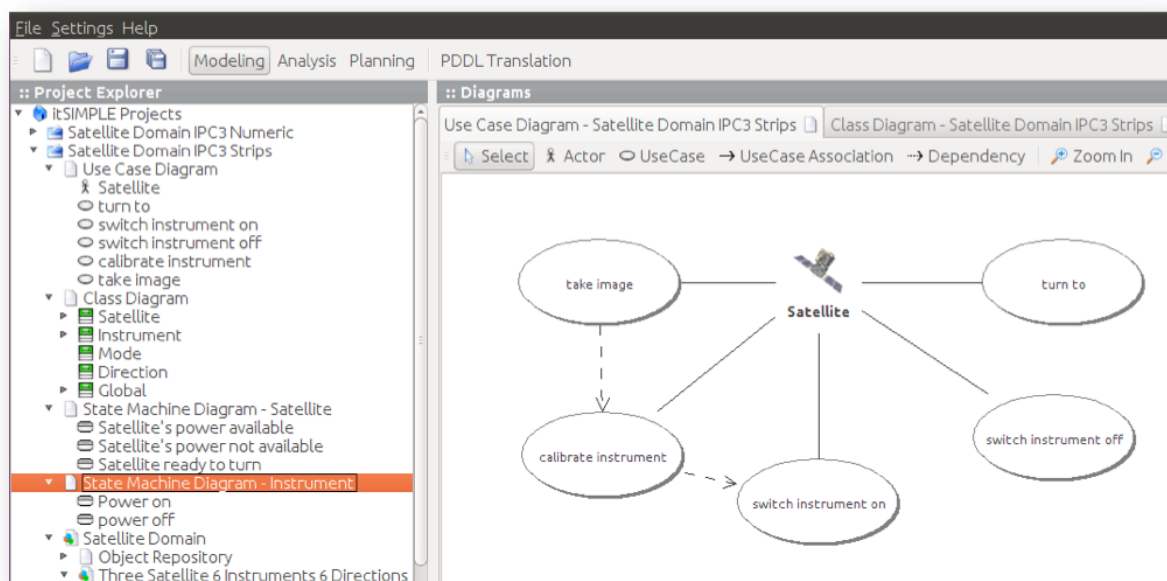 File Settings Help
Modeling Analysis Planning PDDL Translation
:: Project Explorer
itSIMPLE Projects
Satellite Domain IPC3 Numeric
Satellite Domain IPC3 Strips
Use Case Diagram
Satellite
turn to
switch instrument on
switch instrument off
calibrate instrument
take image
Class Diagram
Satellite
Instrument
Mode
Direction
Global
State Machine Diagram - Satellite
Satellite's power available
Satellite's power not available
Satellite ready to turn
State Machine Diagram - Instrument
Power on
power off
Satellite Domain
Object Repository
Three Satellite 6 Instruments 6 Directions
:: Diagrams
Use Case Diagram - Satellite Domain IPC3 Strips Class Diagram - Satellite Domain IPC3 Strips
Select Actor UseCase UseCase Association Dependency Zoom In
take image
turn to
Satellite
calibrate instrument
switch instrument off
switch instrument on